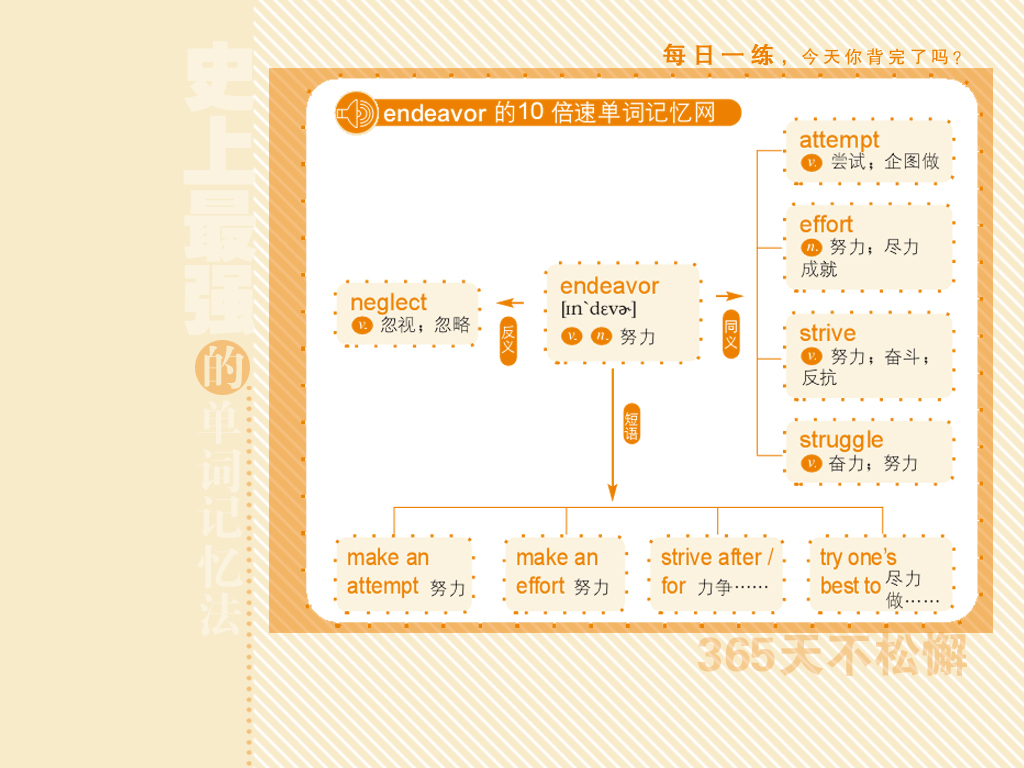 每日一练，今天你背完了吗？
史上最强的单词记忆法
endeavor 的10 倍速单词记忆网
attempt
v. 尝试；企图做
effort
n. 努力；尽力
成就
strive
v. 努力；奋斗；
反抗
struggle
v. 奋力；努力
同义
endeavor
[ɪnˋdɛvɚ]
v. n. 努力
反义
neglect
v. 忽视；忽略
短语
make an
attempt 努力
make an
effort 努力
strive after /
for 力争……
try one's
best to 尽力
做……
365天不松懈